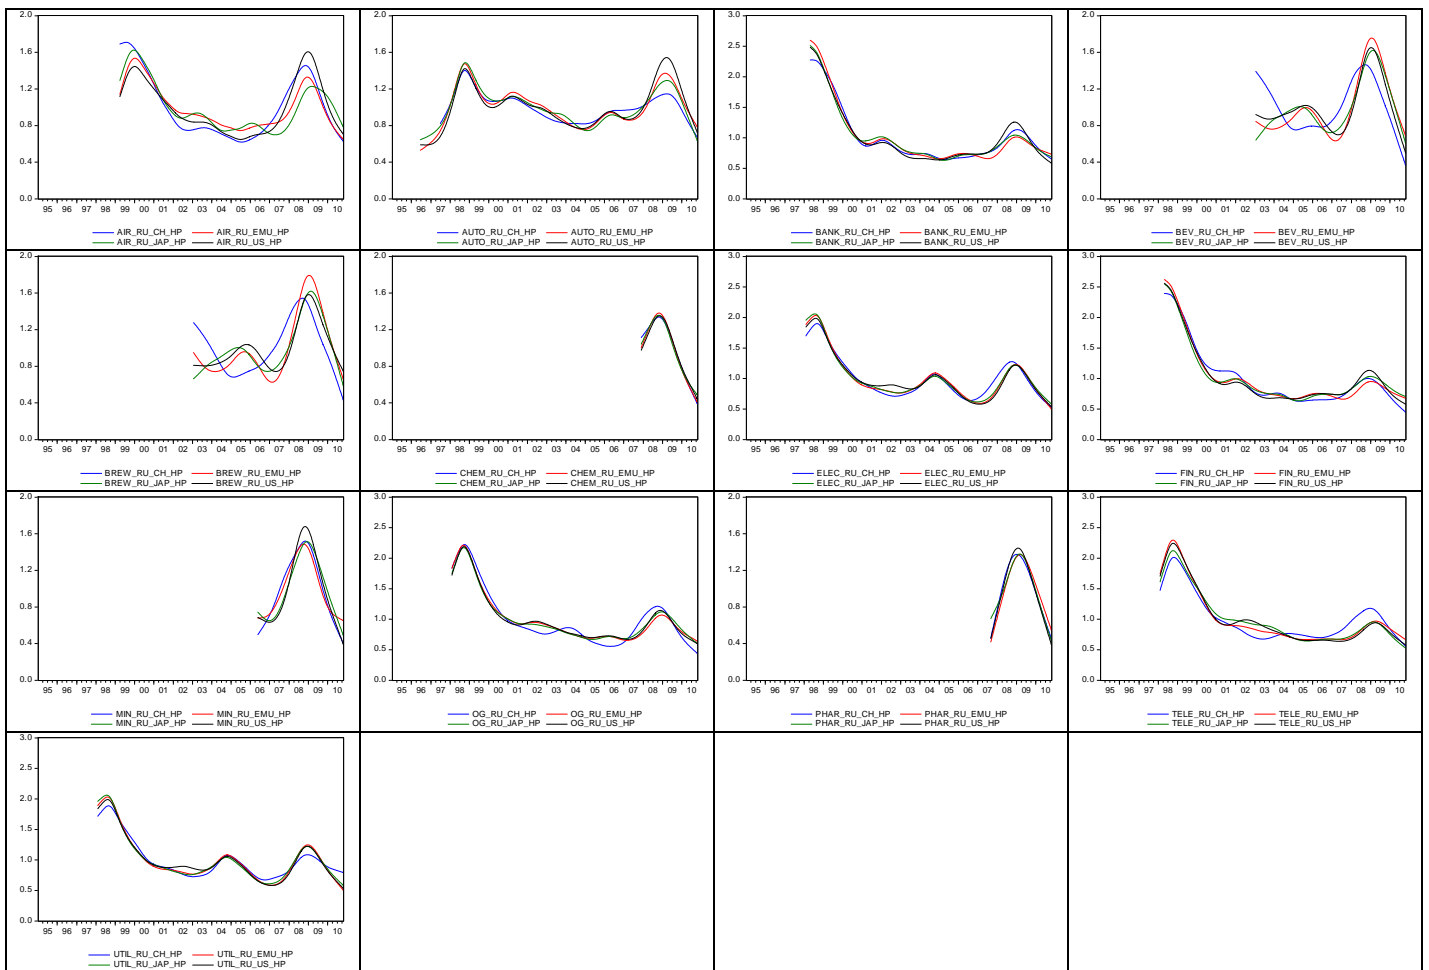 2.0
1.6
1.2
0.8
0.4
0.0
95 96 97 98 99 00 01 02 03 04 05 06 07 08 09 10
AIR_RU_CH_HP AIR_RU_EMU_HP
AIR_RU_JAP_HP AIR_RU_US_HP
2.0
1.6
1.2
0.8
0.4
0.0
95 96 97 98 99 00 01 02 03 04 05 06 07 08 09 10
AUTO_RU_CH_HP AUTO_RU_EMU_HP
AUTO_RU_JAP_HP AUTO_RU_US_HP
3.0
2.5
2.0
1.5
1.0
0.5
0.0
95 96 97 98 99 00 01 02 03 04 05 06 07 08 09 10
BANK_RU_CH_HP BANK_RU_EMU_HP
BANK_RU_JAP_HP BANK_RU_US_HP
2.0
1.6
1.2
0.8
0.4
0.0
95 96 97 98 99 00 01 02 03 04 05 06 07 08 09 10
BEV_RU_CH_HP BEV_RU_EMU_HP
BEV_RU_JAP_HP BEV_RU_US_HP
2.0
1.6
1.2
0.8
0.4
0.0
95 96 97 98 99 00 01 02 03 04 05 06 07 08 09 10
BREW_RU_CH_HP BREW_RU_EMU_HP
BREW_RU_JAP_HP BREW_RU_US_HP
2.0
1.6
1.2
0.8
0.4
0.0
95 96 97 98 99 00 01 02 03 04 05 06 07 08 09 10
CHEM_RU_CH_HP CHEM_RU_EMU_HP
CHEM_RU_JAP_HP CHEM_RU_US_HP
3.0
2.5
2.0
1.5
1.0
0.5
0.0
95 96 97 98 99 00 01 02 03 04 05 06 07 08 09 10
ELEC_RU_CH_HP ELEC_RU_EMU_HP
ELEC_RU_JAP_HP ELEC_RU_US_HP
3.0
2.5
2.0
1.5
1.0
0.5
0.0
95 96 97 98 99 00 01 02 03 04 05 06 07 08 09 10
FIN_RU_CH_HP FIN_RU_EMU_HP
FIN_RU_JAP_HP FIN_RU_US_HP
2.0
1.6
1.2
0.8
0.4
0.0
95 96 97 98 99 00 01 02 03 04 05 06 07 08 09 10
MIN_RU_CH_HP MIN_RU_EMU_HP
MIN_RU_JAP_HP MIN_RU_US_HP
3.0
2.5
2.0
1.5
1.0
0.5
0.0
95 96 97 98 99 00 01 02 03 04 05 06 07 08 09 10
OG_RU_CH_HP OG_RU_EMU_HP
OG_RU_JAP_HP OG_RU_US_HP
2.0
1.6
1.2
0.8
0.4
0.0
95 96 97 98 99 00 01 02 03 04 05 06 07 08 09 10
PHAR_RU_CH_HP PHAR_RU_EMU_HP
PHAR_RU_JAP_HP PHAR_RU_US_HP
3.0
2.5
2.0
1.5
1.0
0.5
0.0
95 96 97 98 99 00 01 02 03 04 05 06 07 08 09 10
TELE_RU_CH_HP TELE_RU_EMU_HP
TELE_RU_JAP_HP TELE_RU_US_HP
3.0
2.5
2.0
1.5
1.0
0.5
0.0
95 96 97 98 99 00 01 02 03 04 05 06 07 08 09 10
UTIL_RU_CH_HP UTIL_RU_EMU_HP
UTIL_RU_JAP_HP UTIL_RU_US_HP